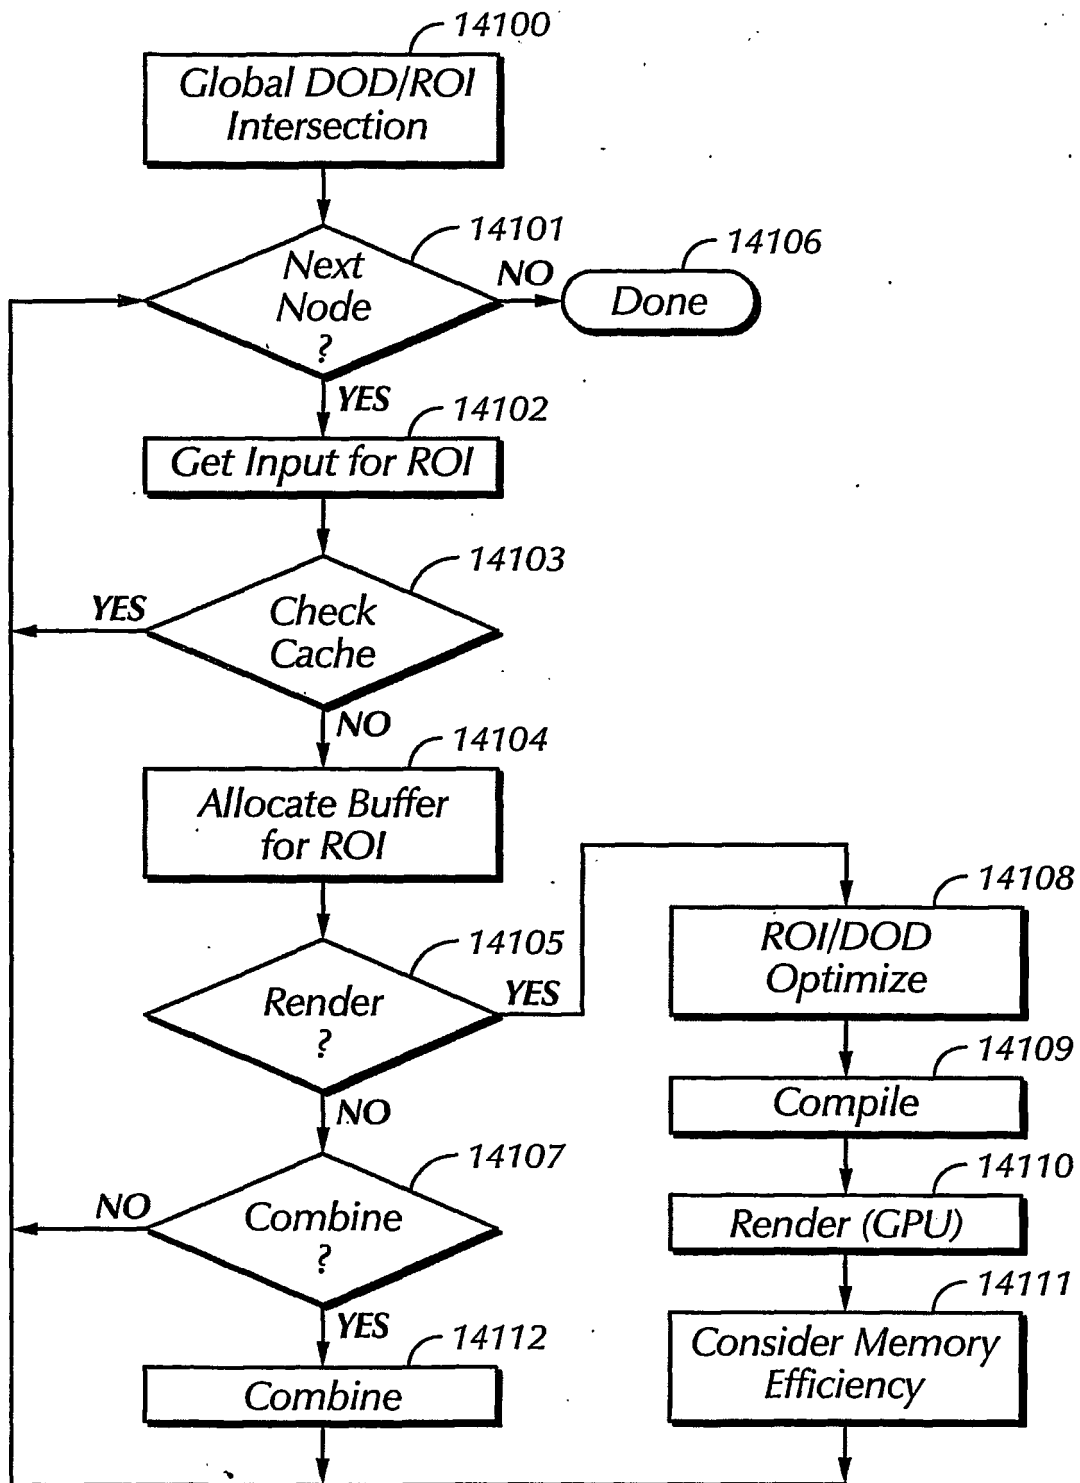 14100
Global DOD/ROI
Intersection
14101
Next
Node
?
NO
14106
Done
YES
14102
Get Input for ROI
14103
YES
Check
Cache
NO
14104
Allocate Buffer
for ROI
14105
Render
?
YES
14108
ROI/DOD
Optimize
14109
Compile
14110
Render (GPU)
14111
Consider Memory
Efficiency
NO
14107
NO
Combine
?
YES
14112
Combine